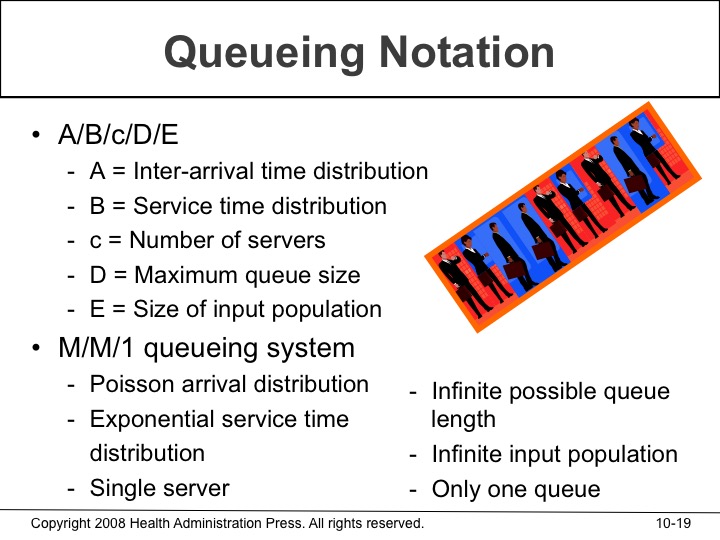 Queueing Notation
• A/B/c/D/E
- A = Inter-arrival time distribution
- B = Service time distribution
- c = Number of servers
- D = Maximum queue size
- E = Size of input population
• M/M/1 queueing system
- Poisson arrival distribution
- Exponential service time
distribution
- Single server
- Infinite possible queue
length
- Infinite input population
- Only one queue
Copyright 2008 Health Administration Press. All rights reserved.
10-19